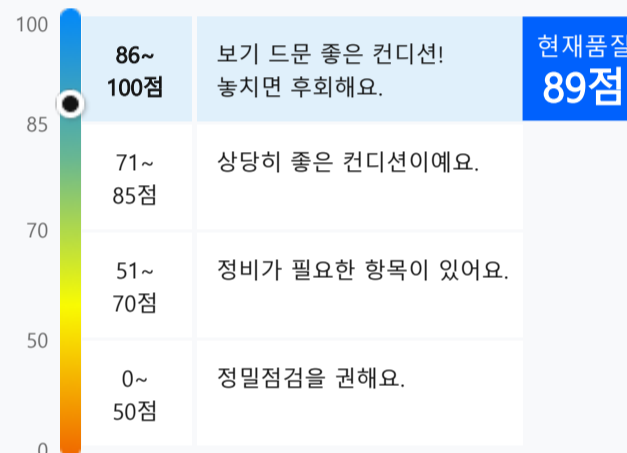 100
86~
100점
보기 드문 좋은 컨디션!
놓치면 후회해요.
현재품질
89점
85
71~
85점
상당히 좋은 컨디션이예요.
70
51~
70점
정비가 필요한 항목이 있어요.
50
0~
50점
정밀점검을 권해요.
0